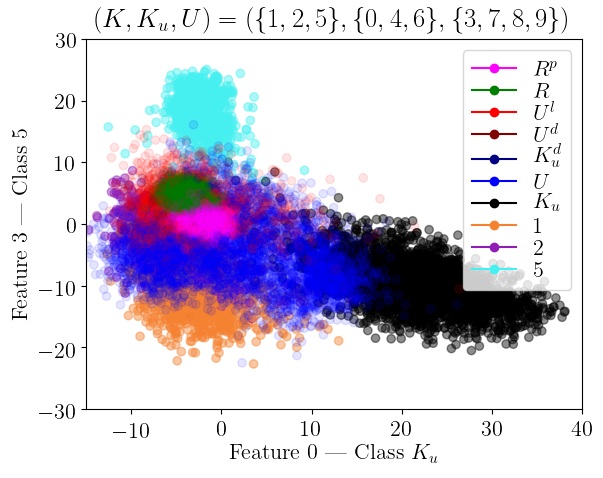 (K, K_u, U) = ({1, 2, 5}, {0, 4, 6}, {3, 7, 8, 9})
30
20
10
0
−10
−20
−30
Feature 3 — Class 5
R^p
R
U^l
U^d
K_u^d
U
K_u
1
2
5
−10
0
10
20
30
40
Feature 0 — Class K_u